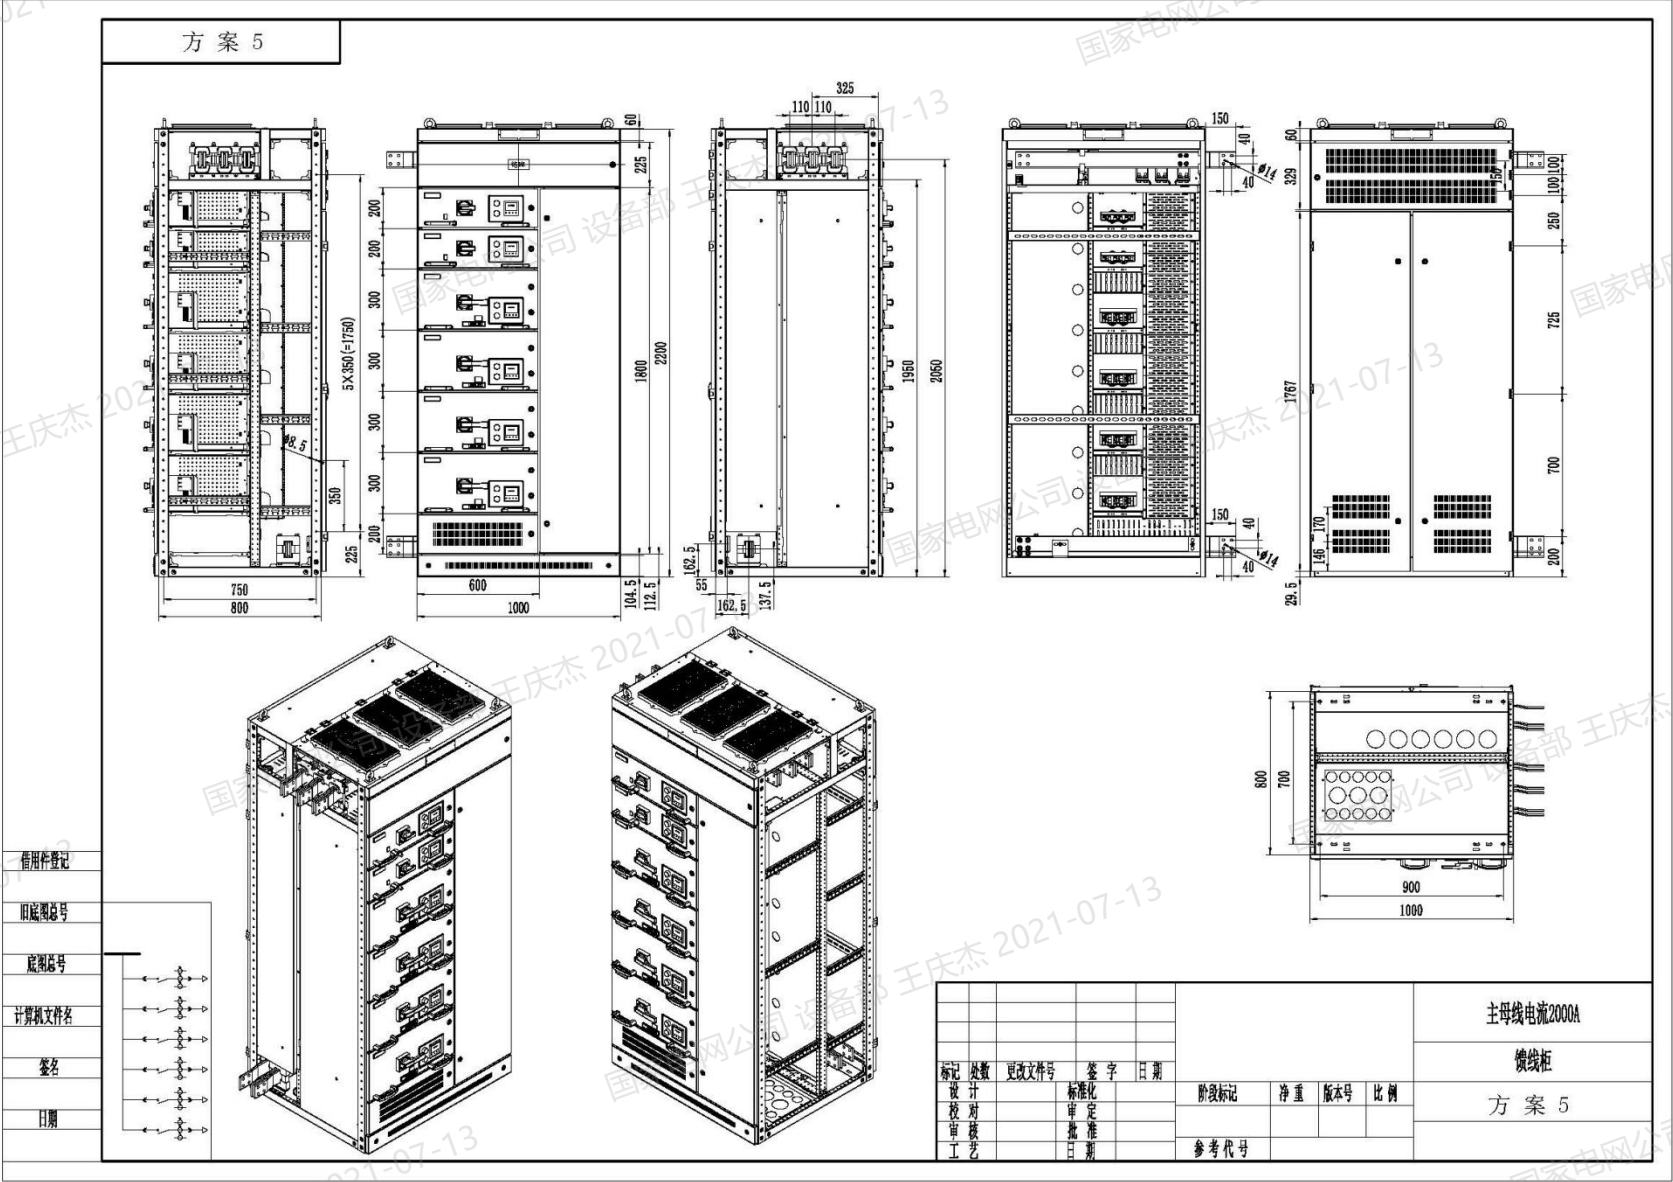 方 案 5
325
110 110
60
225
200
200
300
300
300
300
200
1800
2200
600
1000
104.5
112.5
5×350(=1750)
ø8.5
350
225
750
800
1950
2050
162.5
55
162.5
137.5
150
40
ø14
40
150
40
ø14
40
60
329
1767
29.5
170
146
150
100
100
250
725
700
200
800
700
900
1000
借用件登记
旧底图总号
底图总号
计算机文件名
签名
日期
标记 处数 更改文件号 签 字 日 期
设 计 标准化
校 对 审 定
审 核 批 准
工 艺 日 期
阶段标记 净 重 版本号 比 例
参考代号
主母线电流2000A
馈线柜
方 案 5
国家电网公司 设备部 王庆杰 2021-07-13